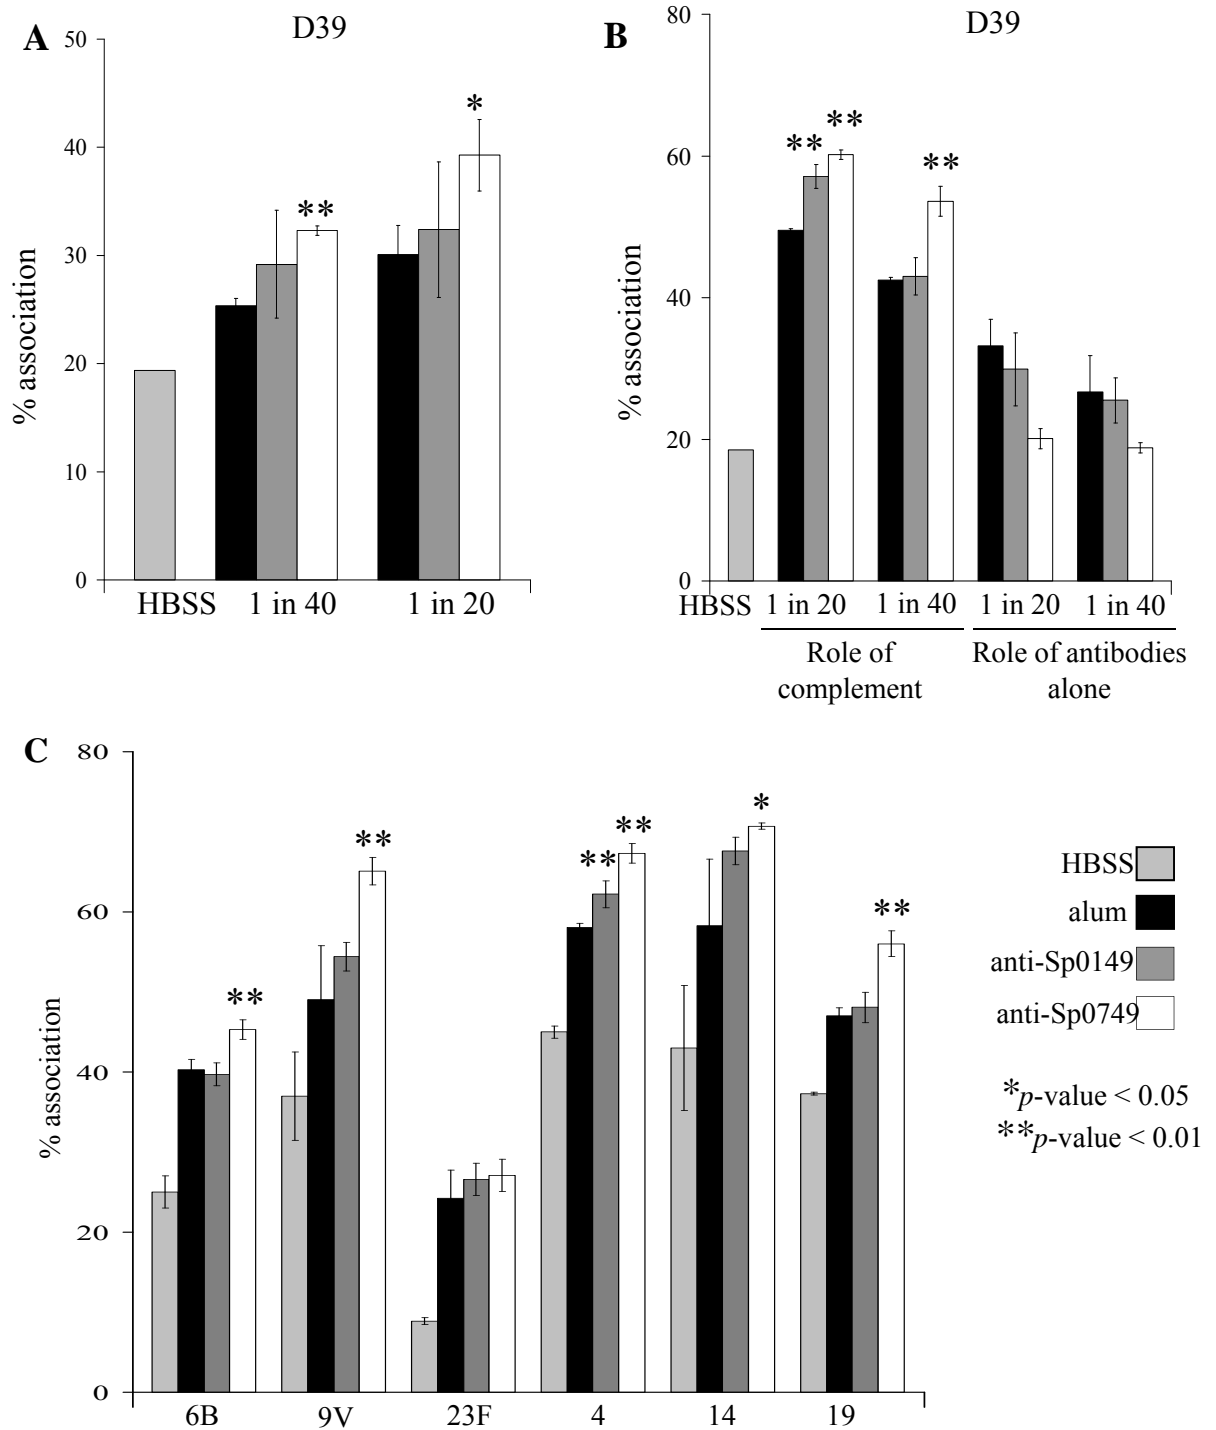 A
D39
50
40
30
20
10
0
% association
*
**
HBSS 1 in 40 1 in 20
B
D39
80
60
40
20
0
% association
**
**
**
HBSS 1 in 20 1 in 40 1 in 20 1 in 40
Role of complement
Role of antibodies alone
C
80
60
40
20
0
% association
**
**
**
**
*
**
6B 9V 23F 4 14 19
HBSS
alum
anti-Sp0149
anti-Sp0749
*p-value < 0.05
**p-value < 0.01